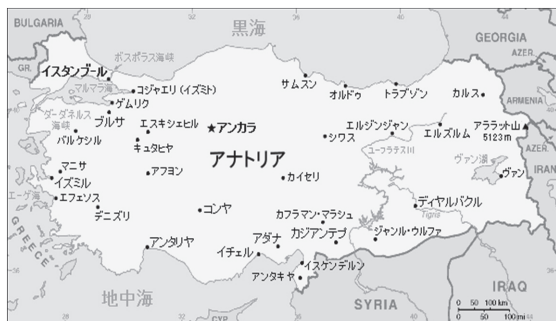 BULGARIA
黒海
GEORGIA
ボスポラス海峡
GR.
イスタンブール
マルマラ海
コジャエリ(イズミト)
サムスン
オルドゥ
トラブゾン
カルス
AZER.
ARMENIA
ゲムリク
ダーダネルス
海峡
ブルサ
エスキシェヒル
アンカラ
エルジンジャン
エルズルム
アララット山
5123m
AZER.
バルケシル
キュタヒヤ
シワス
ユーフラテス川
IRAN
マニサ
アフヨン
アナトリア
カイセリ
ヴァン湖
ヴァン
イズミル
エーゲ海
エフェソス
デニズリ
コンヤ
カフラマン・マラシュ
ディヤルバクル
Tigris
GREECE
アンタリヤ
イチェル
アダナ
カジアンテプ
ジャンル・ウルファ
イスケンデルン
アンタキヤ
地中海
SYRIA
IRAQ
CYP.
28
32
36
40
44
36
28
32
0 50 100 km
0 50 100 mi